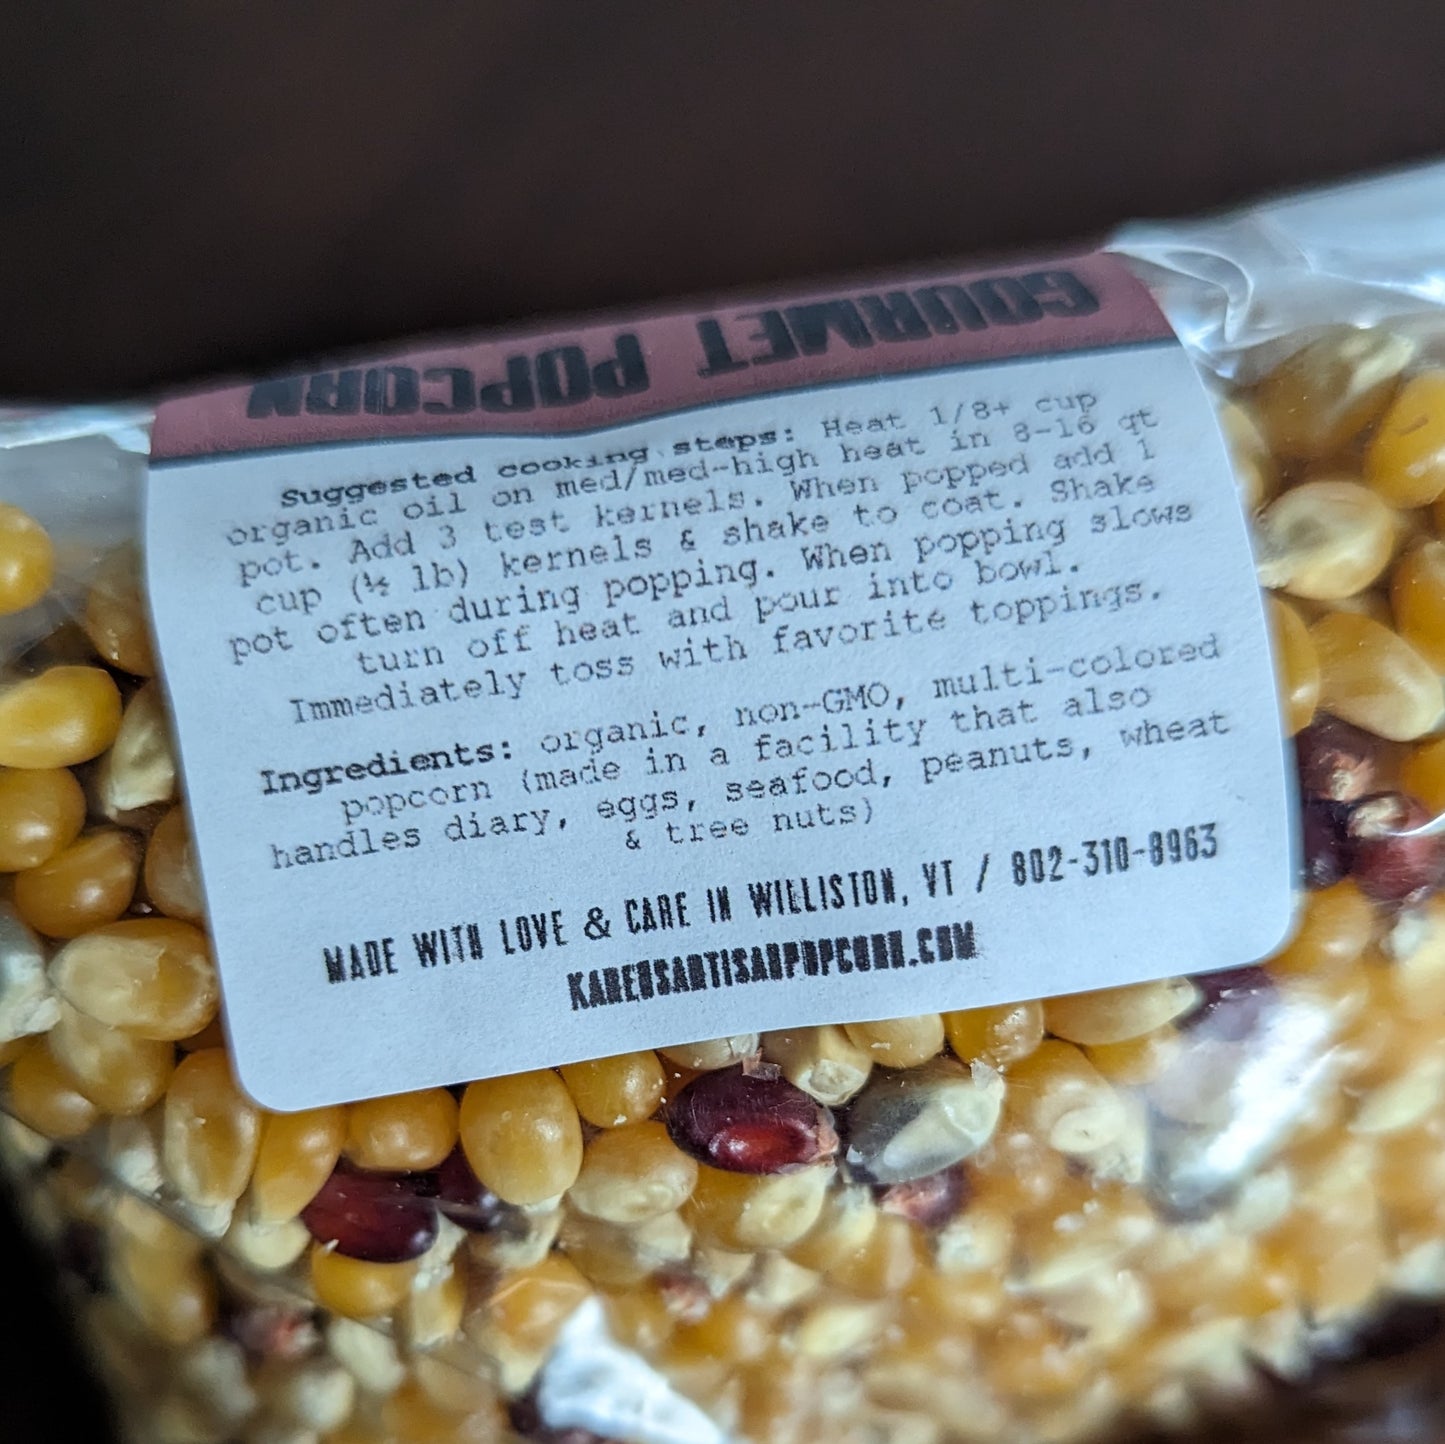 GOURMET POPCORN
Suggested cooking steps: Heat 1/8+ cup
organic oil on med/med-high heat in 8-16 qt
pot. Add 3 test kernels. When popped add 1
cup (½ lb) kernels & shake to coat. Shake
pot often during popping. When popping slows
turn off heat and pour into bowl.
Immediately toss with favorite toppings.
Ingredients: organic, non-GMO, multi-colored
popcorn (made in a facility that also
handles diary, eggs, seafood, peanuts, wheat
& tree nuts)
MADE WITH LOVE & CARE IN WILLISTON, VT / 802-310-8963
KARENSARTISANPOPCORN.COM